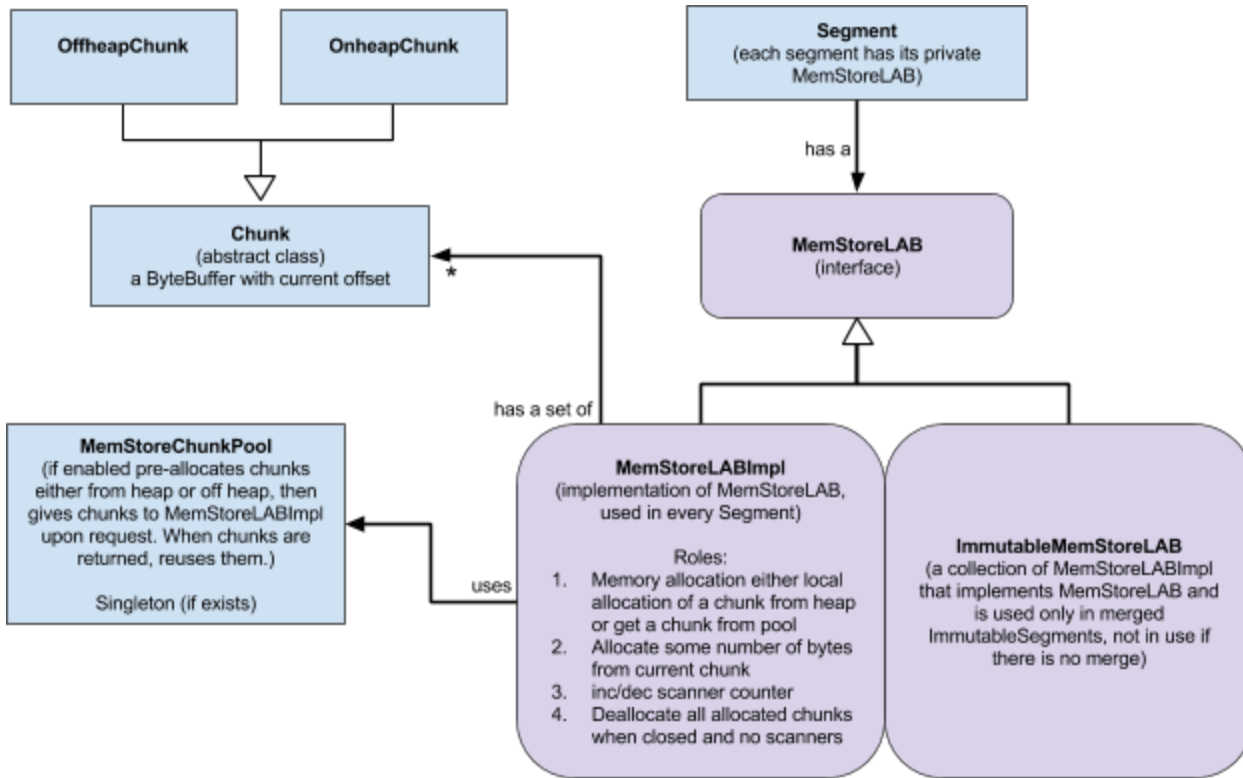 OffheapChunk
OnheapChunk
Segment
(each segment has its private
MemStoreLAB)
has a
Chunk
(abstract class)
a ByteBuffer with current offset
*
MemStoreLAB
(interface)
has a set of
MemStoreChunkPool
(if enabled pre-allocates chunks
either from heap or off heap, then
gives chunks to MemStoreLABImpl
upon request. When chunks are
returned, reuses them.)
Singleton (if exists)
uses
MemStoreLABImpl
(implementation of MemStoreLAB,
used in every Segment)
Roles:
1. Memory allocation either local
allocation of a chunk from heap
or get a chunk from pool
2. Allocate some number of bytes
from current chunk
3. inc/dec scanner counter
4. Deallocate all allocated chunks
when closed and no scanners
ImmutableMemStoreLAB
(a collection of MemStoreLABImpl
that implements MemStoreLAB and
is used only in merged
ImmutableSegments, not in use if
there is no merge)